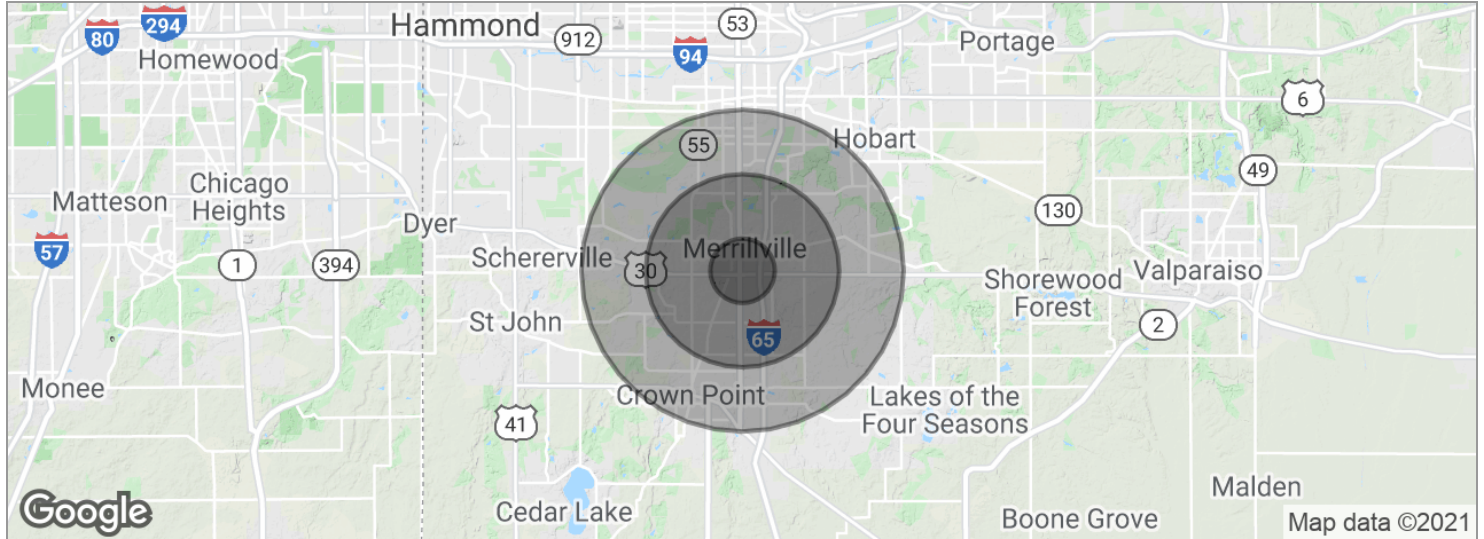 294
53
80
Hammond
912
94
Portage
Homewood
6
55
Hobart
49
Chicago
Heights
Matteson
130
Dyer
57
Merrillville
Schererville
1
394
30
Shorewood
Forest
Valparaiso
St John
65
2
Monee
Crown Point
Lakes of the
Four Seasons
41
Malden
Google
Cedar Lake
Boone Grove
Map data ©2021